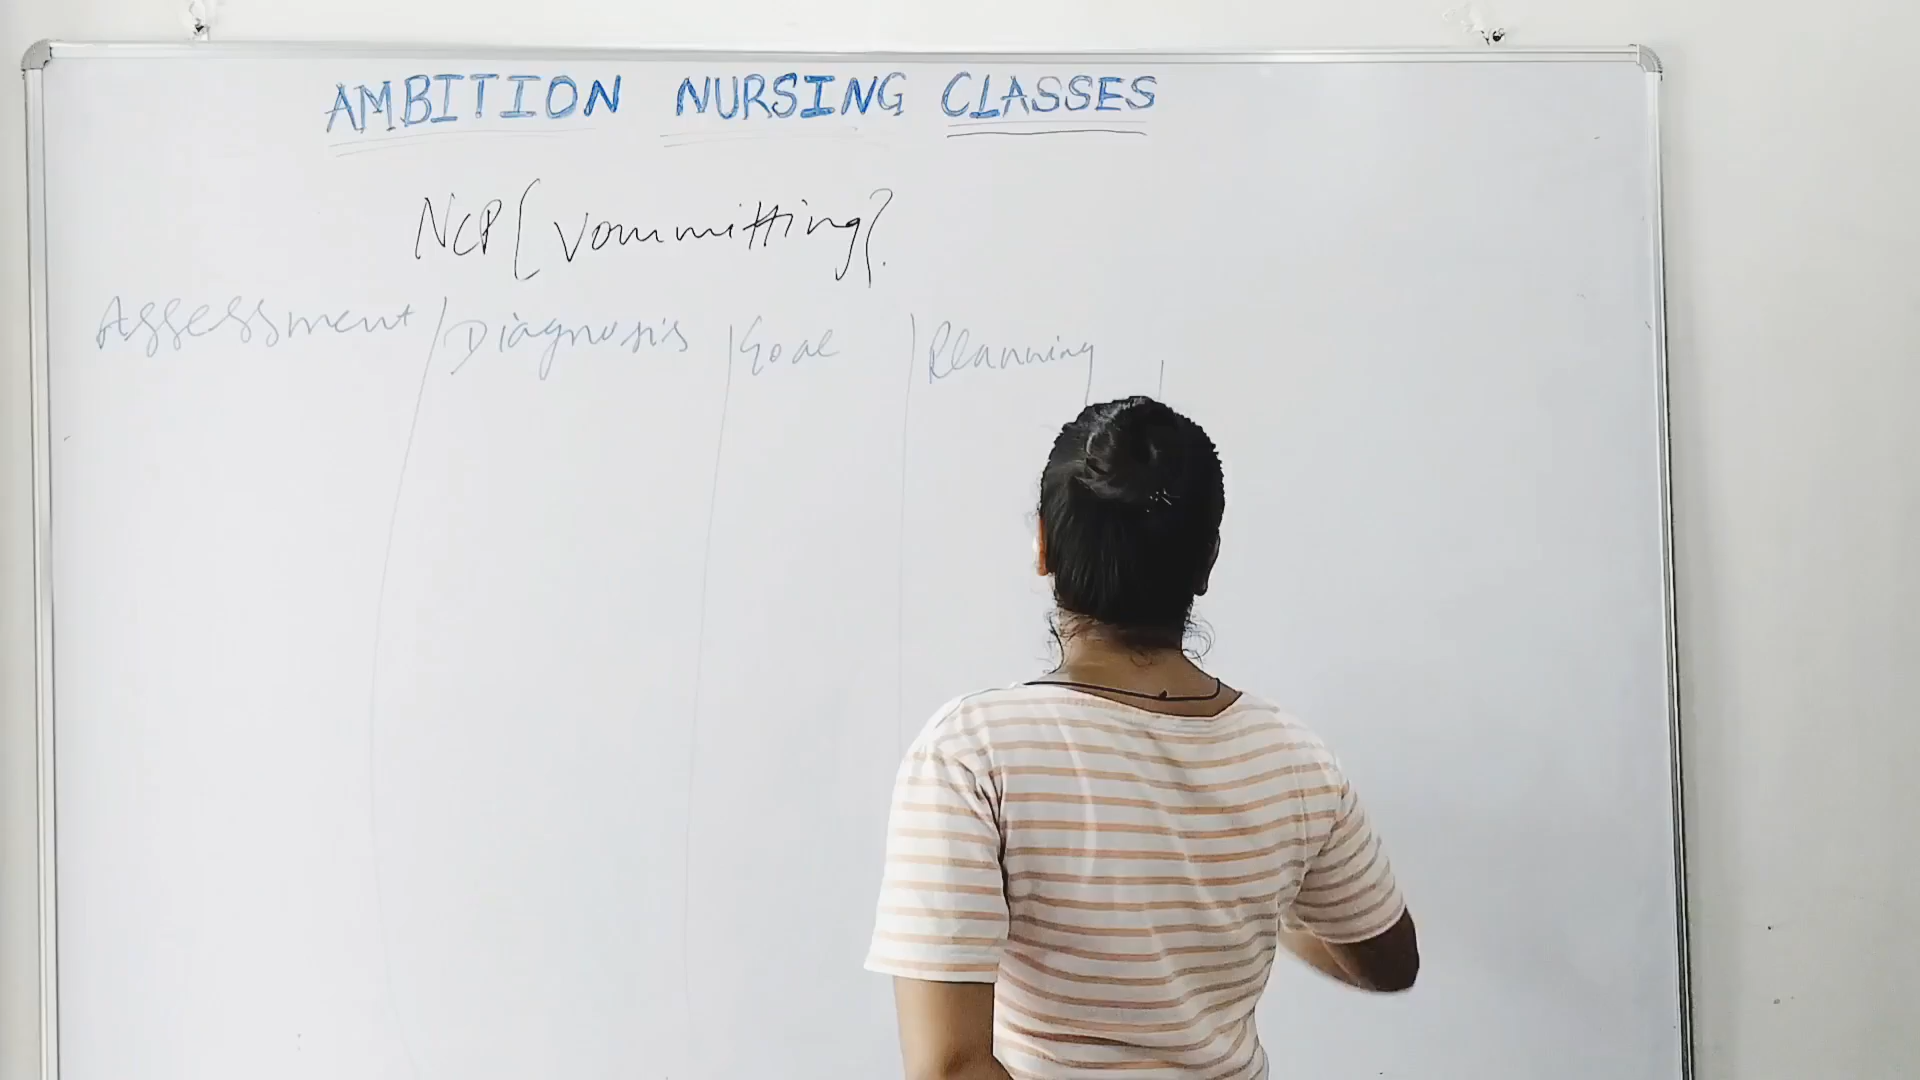 AMBITION NURSING CLASSES
NCP [Vommitting]
Assessment / Diagnosis | Goal | Planning |